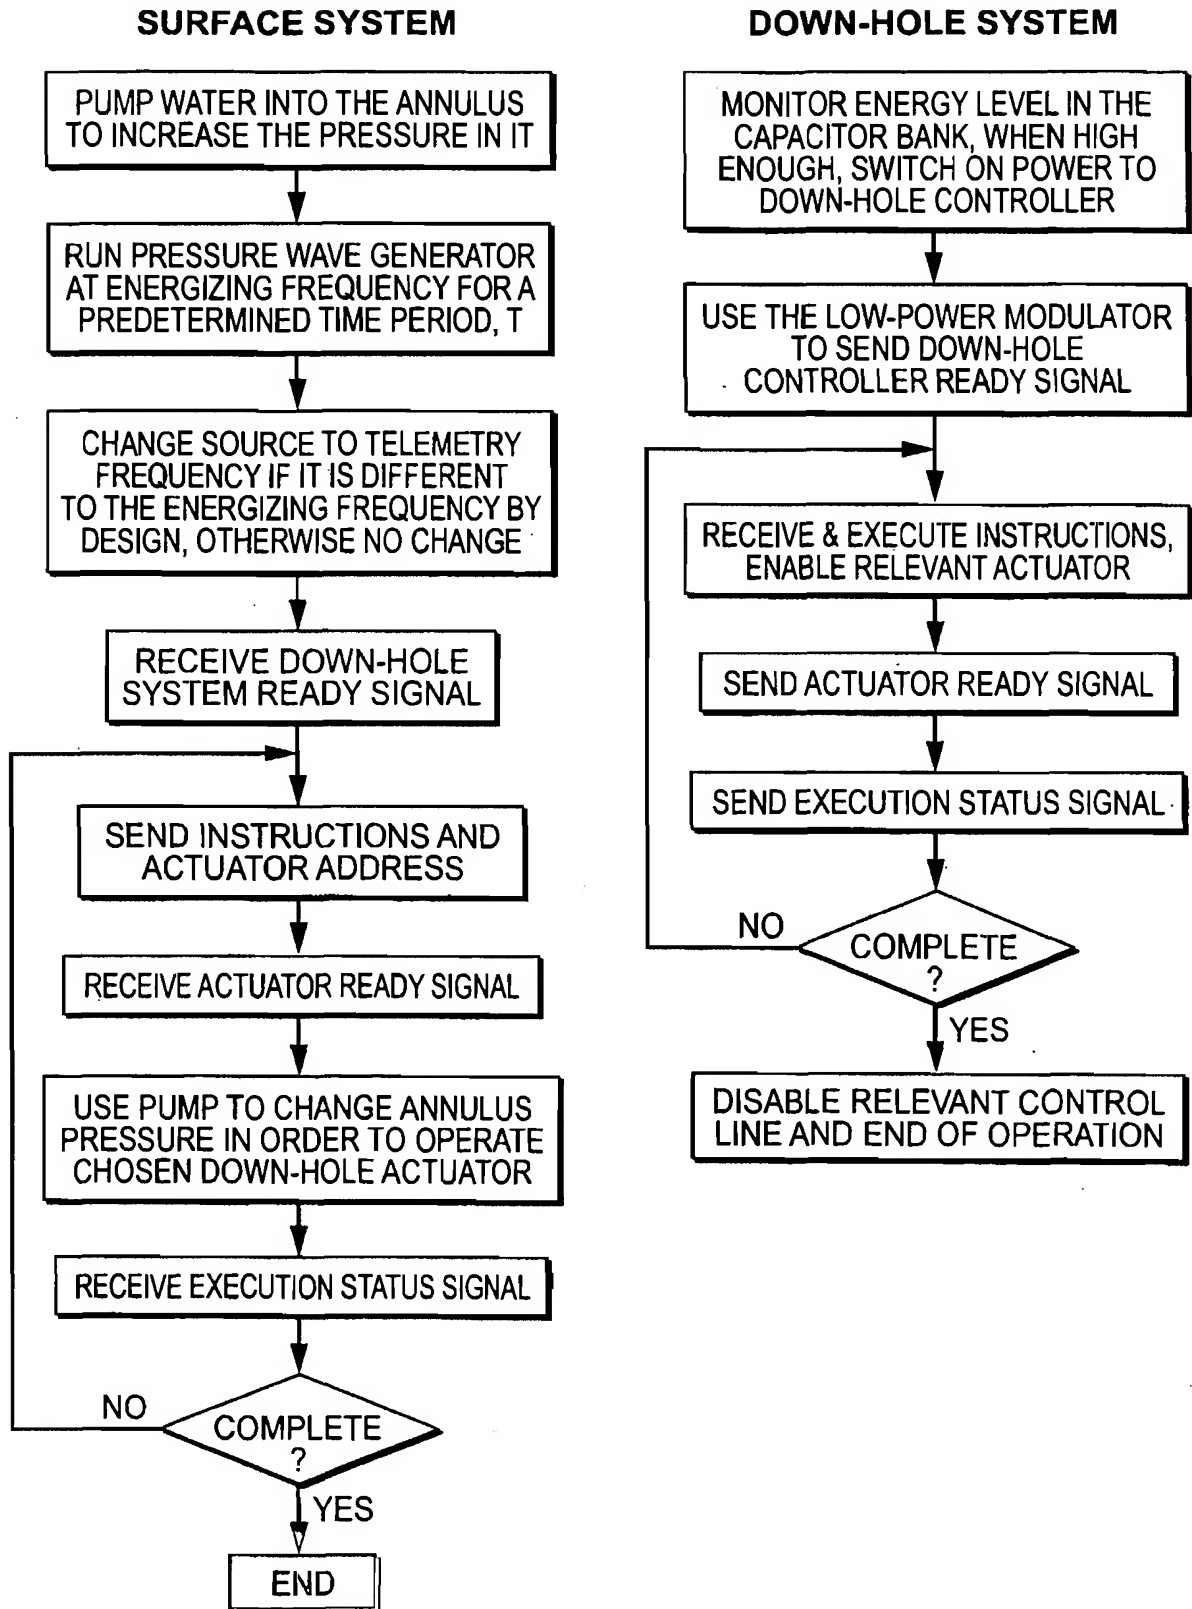 SURFACE SYSTEM
PUMP WATER INTO THE ANNULUS
TO INCREASE THE PRESSURE IN IT
RUN PRESSURE WAVE GENERATOR
AT ENERGIZING FREQUENCY FOR A
PREDETERMINED TIME PERIOD, T
CHANGE SOURCE TO TELEMETRY
FREQUENCY IF IT IS DIFFERENT
TO THE ENERGIZING FREQUENCY BY
DESIGN, OTHERWISE NO CHANGE
RECEIVE DOWN-HOLE
SYSTEM READY SIGNAL
SEND INSTRUCTIONS AND
ACTUATOR ADDRESS
RECEIVE ACTUATOR READY SIGNAL
USE PUMP TO CHANGE ANNULUS
PRESSURE IN ORDER TO OPERATE
CHOSEN DOWN-HOLE ACTUATOR
RECEIVE EXECUTION STATUS SIGNAL
NO
COMPLETE
?
YES
END
DOWN-HOLE SYSTEM
MONITOR ENERGY LEVEL IN THE
CAPACITOR BANK, WHEN HIGH
ENOUGH, SWITCH ON POWER TO
DOWN-HOLE CONTROLLER
USE THE LOW-POWER MODULATOR
TO SEND DOWN-HOLE
CONTROLLER READY SIGNAL
RECEIVE & EXECUTE INSTRUCTIONS,
ENABLE RELEVANT ACTUATOR
SEND ACTUATOR READY SIGNAL
SEND EXECUTION STATUS SIGNAL
NO
COMPLETE
?
YES
DISABLE RELEVANT CONTROL
LINE AND END OF OPERATION